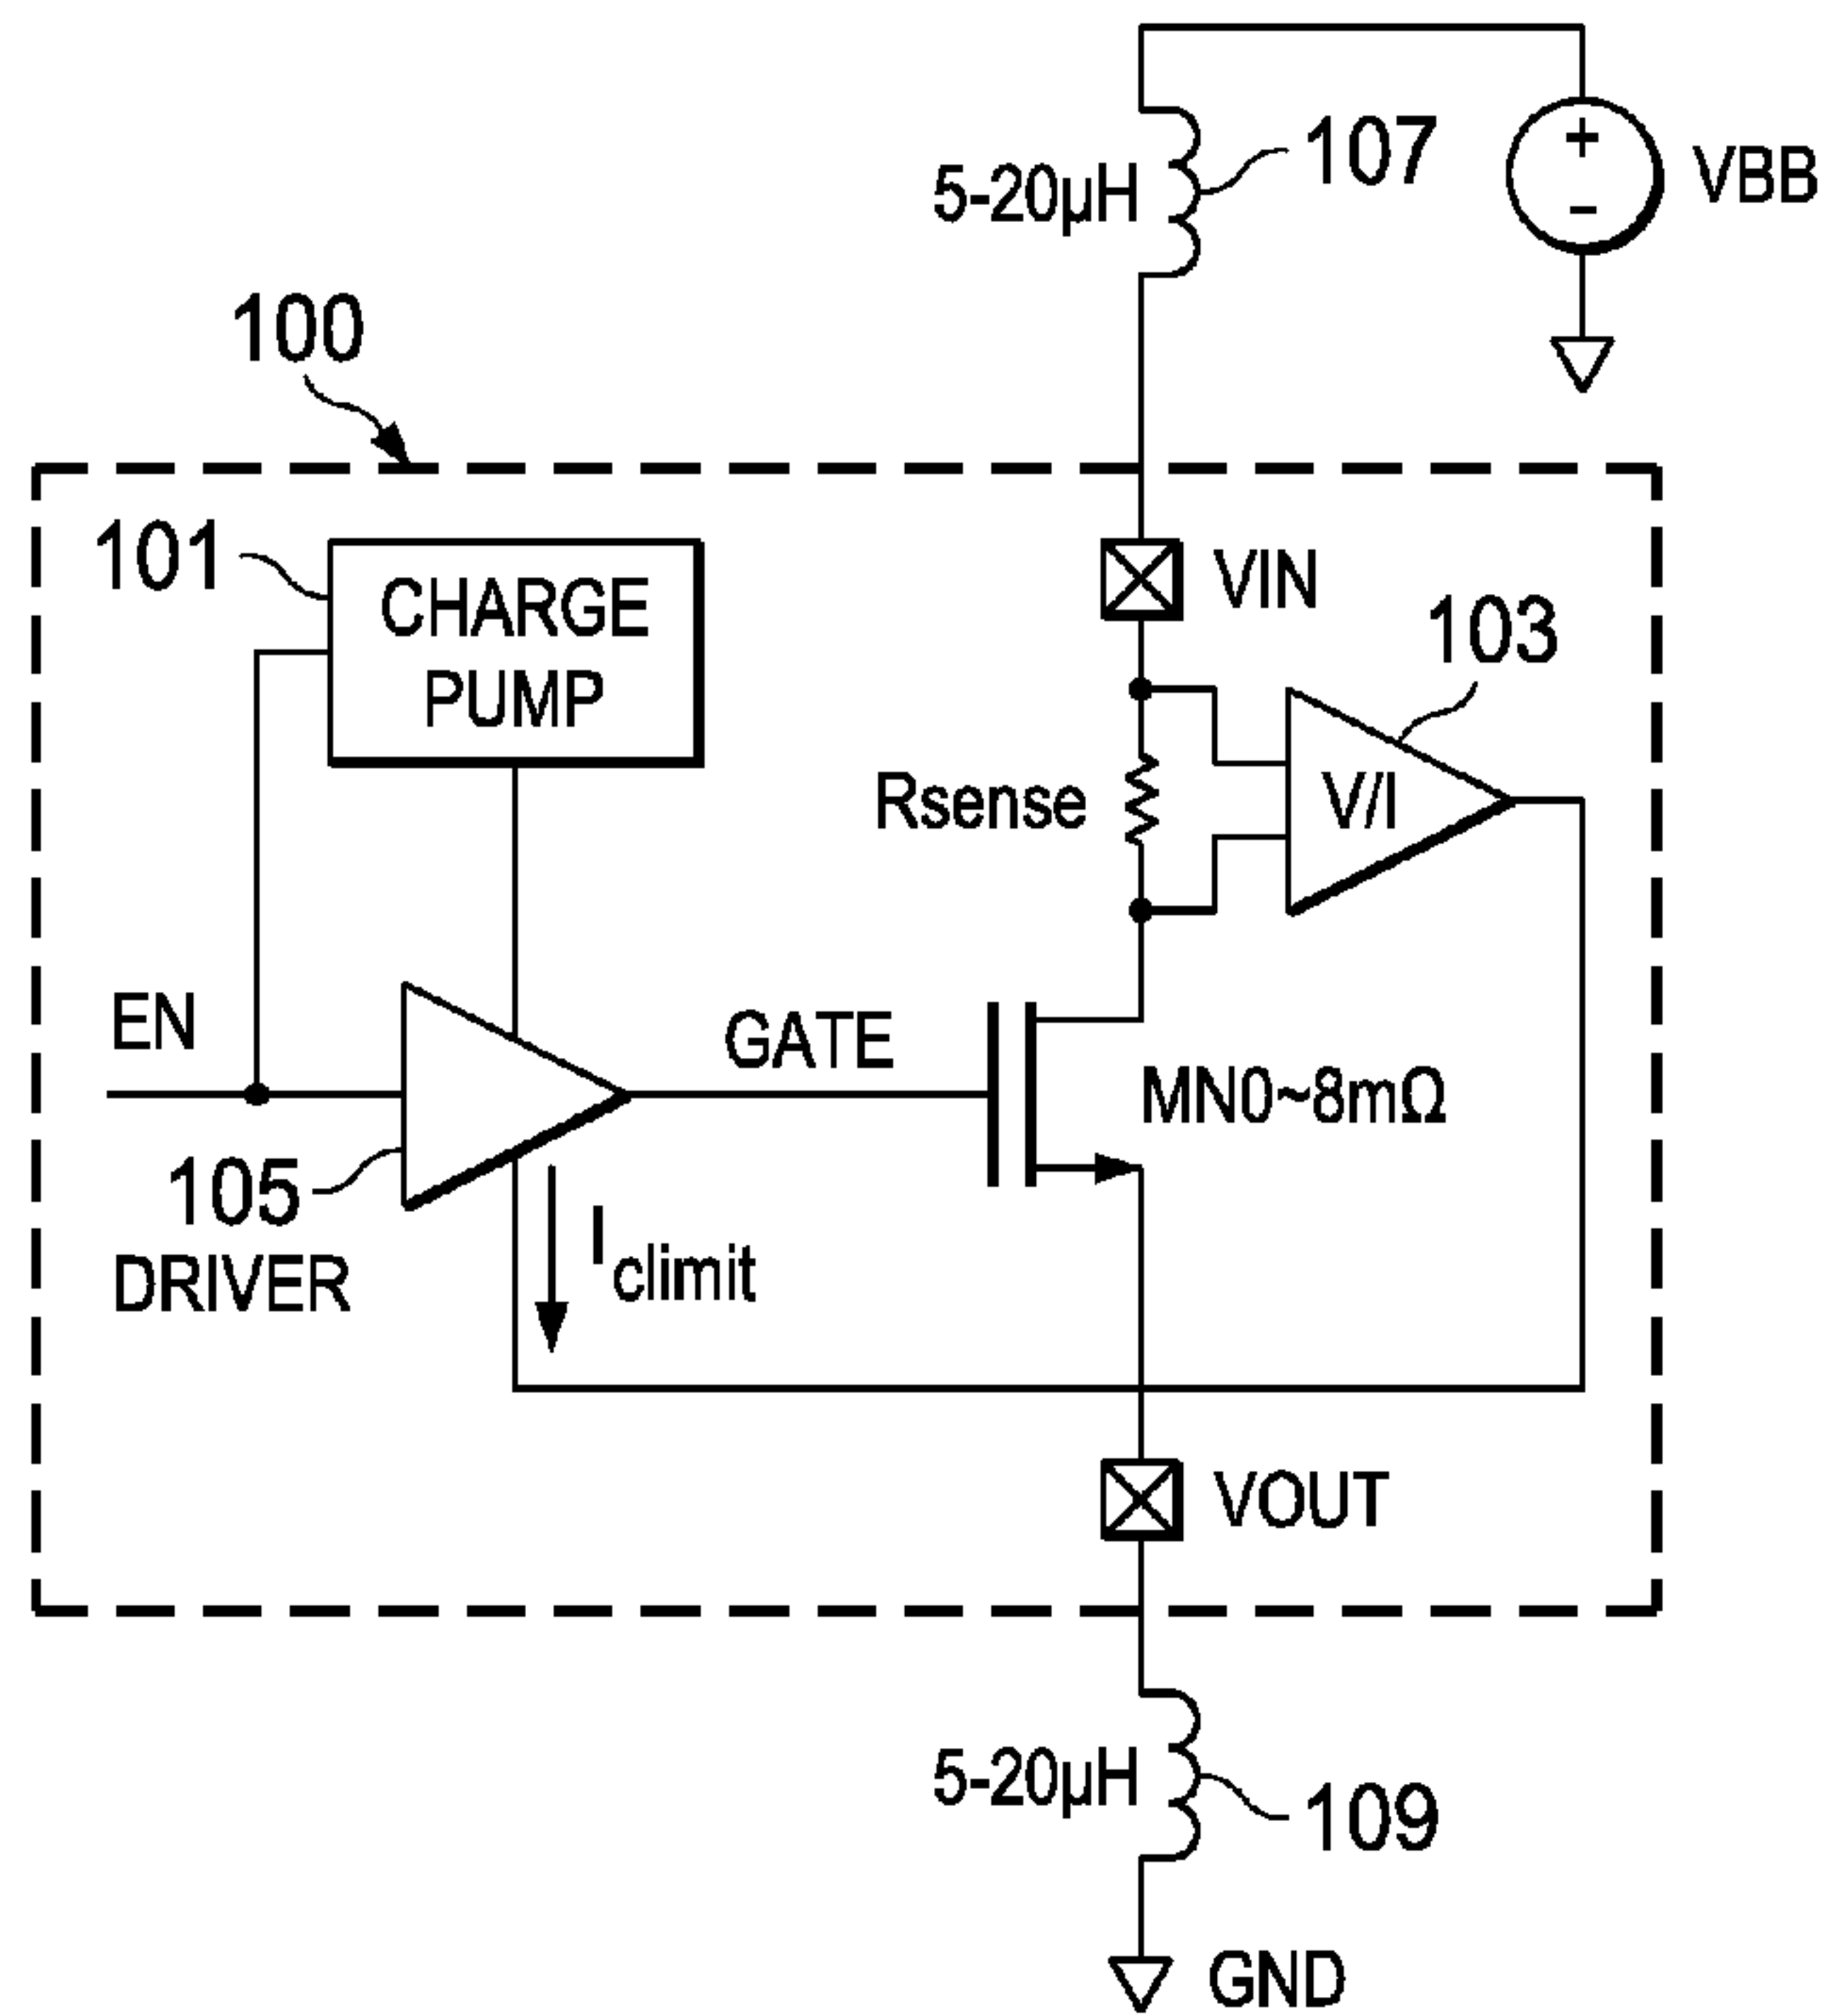 107
5-20µH
+
-
VBB
100
101
CHARGE
PUMP
VIN
103
Rsense
V/I
EN
GATE
MN0~8mΩ
105
DRIVER
Iclimit
VOUT
5-20µH
109
GND